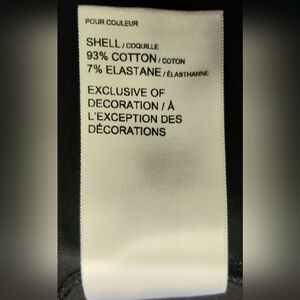 POUR COULEUR
SHELL / COQUILLE
93% COTTON / COTON
7% ELASTANE / ÉLASTHANNE
EXCLUSIVE OF
DECORATION / À
L'EXCEPTION DES
DÉCORATIONS